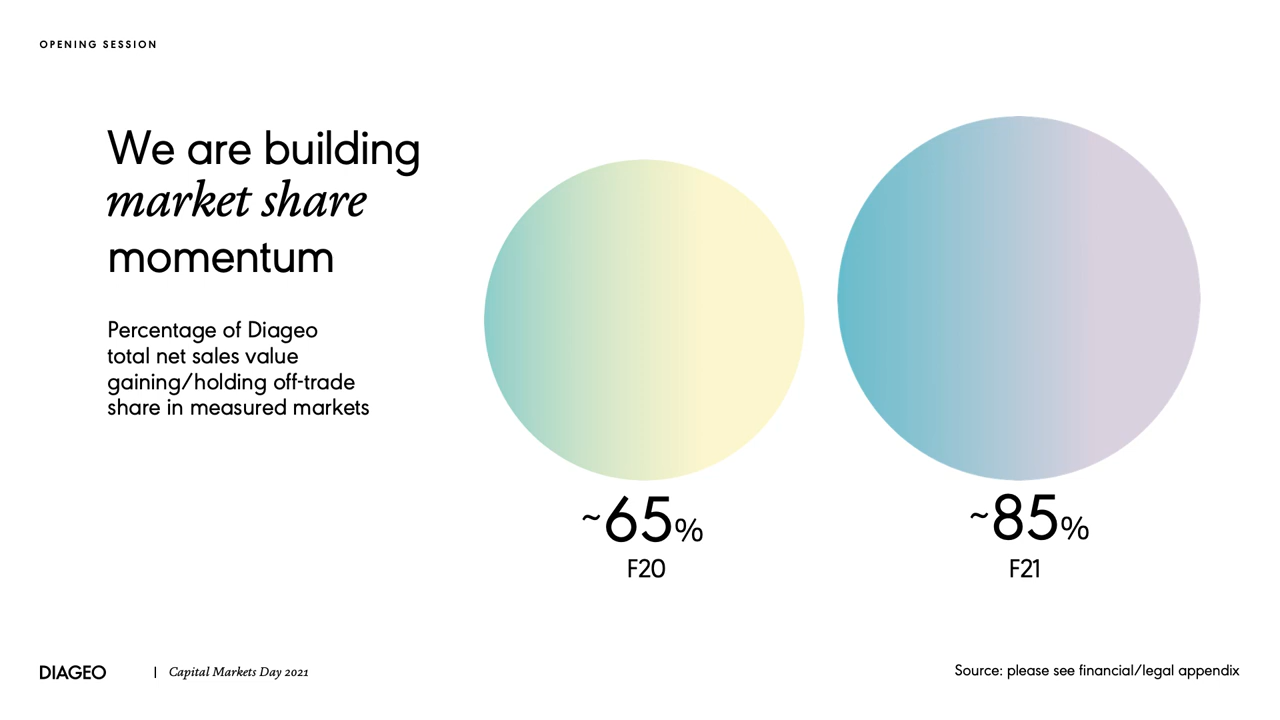 OPENING SESSION
We are building
market share
momentum
Percentage of Diageo
total net sales value
gaining/holding off-trade
share in measured markets
~65%
F20
~85%
F21
DIAGEO
| Capital Markets Day 2021
Source: please see financial/legal appendix